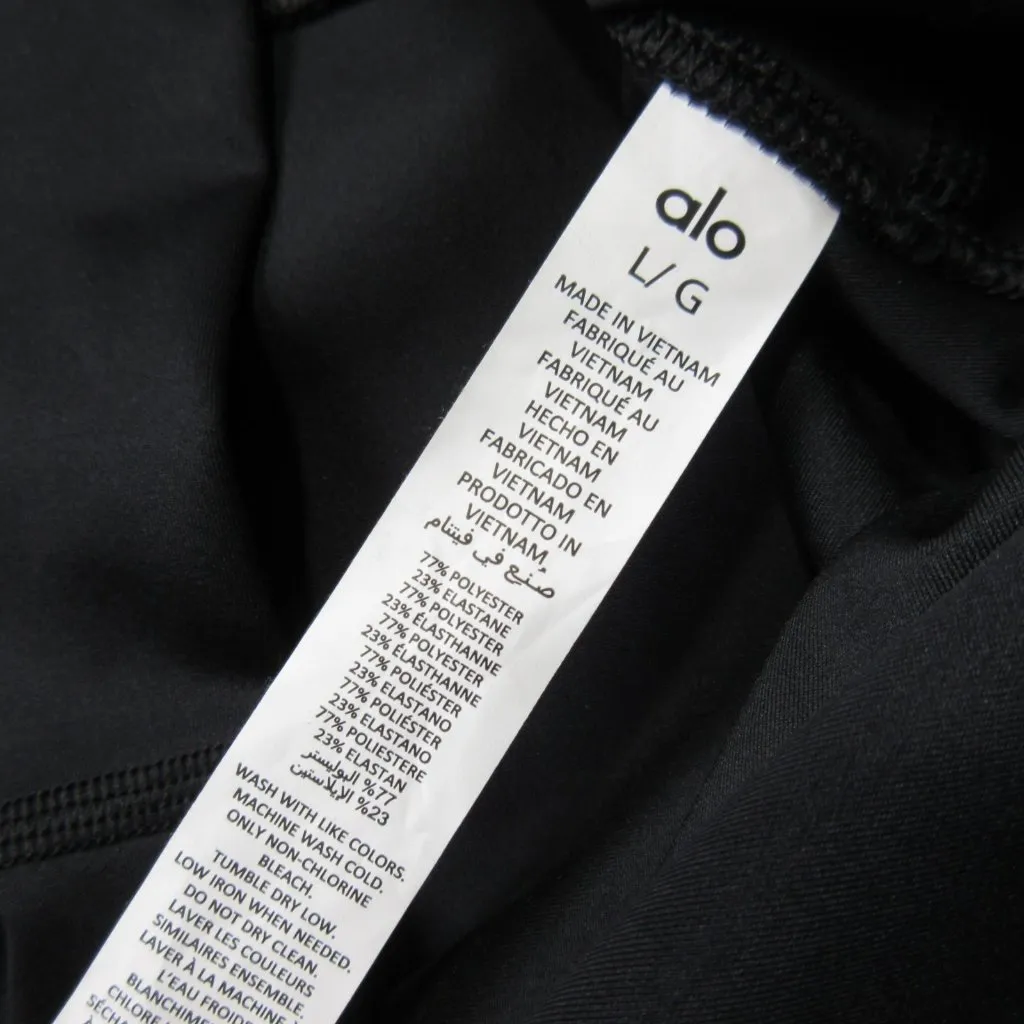 alo
L/ G
MADE IN VIETNAM
FABRIQUÉ AU
VIETNAM
FABRIQUÉ AU
VIETNAM
HECHO EN
VIETNAM
FABRICADO EN
VIETNAM
PRODOTTO IN
VIETNAM
صُنع في فيتنام
77% POLYESTER
23% ELASTANE
77% POLYESTER
23% ÉLASTHANNE
77% POLYESTER
23% ÉLASTHANNE
77% POLIÉSTER
23% ELASTANO
77% POLIÉSTER
23% ELASTANO
77% POLIESTERE
23% ELASTAN
77% البوليستر
23% الإيلاستين
WASH WITH LIKE COLORS.
MACHINE WASH COLD.
ONLY NON-CHLORINE
BLEACH.
TUMBLE DRY LOW.
LOW IRON WHEN NEEDED.
DO NOT DRY CLEAN.
LAVER LES COULEURS
SIMILAIRES ENSEMBLE.
LAVER À LA MACHINE,
L'EAU FROIDE
BLANCHIME
CHLORE
SÉCHA